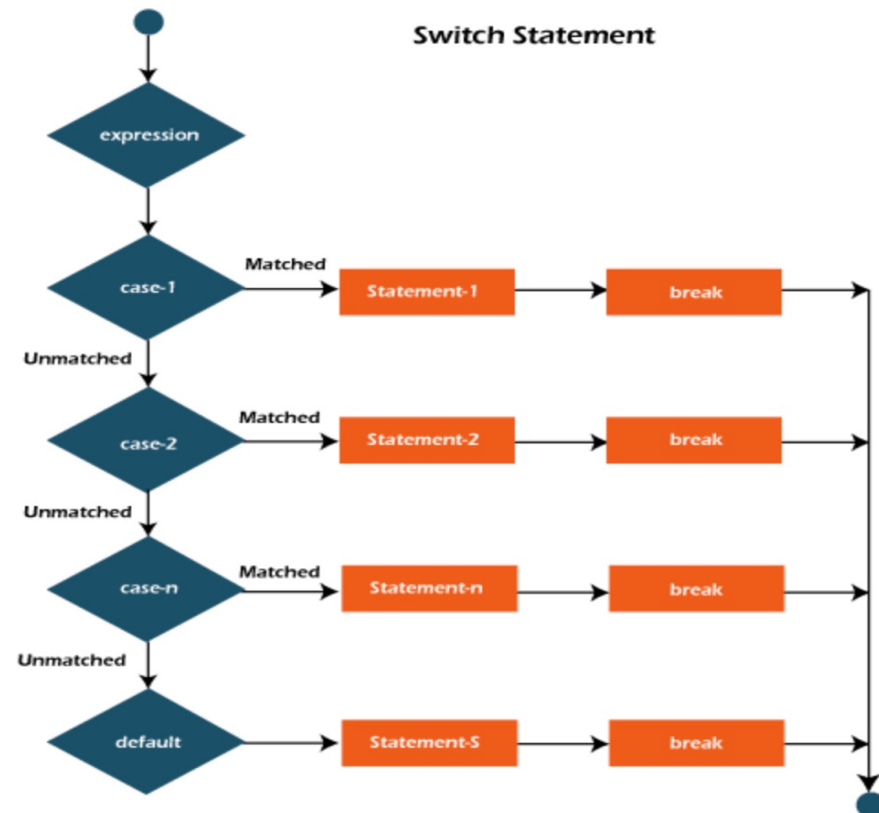 Switch Statement
expression
case-1
Matched
Statement-1
break
Unmatched
case-2
Matched
Statement-2
break
Unmatched
case-n
Matched
Statement-n
break
Unmatched
default
Statement-S
break